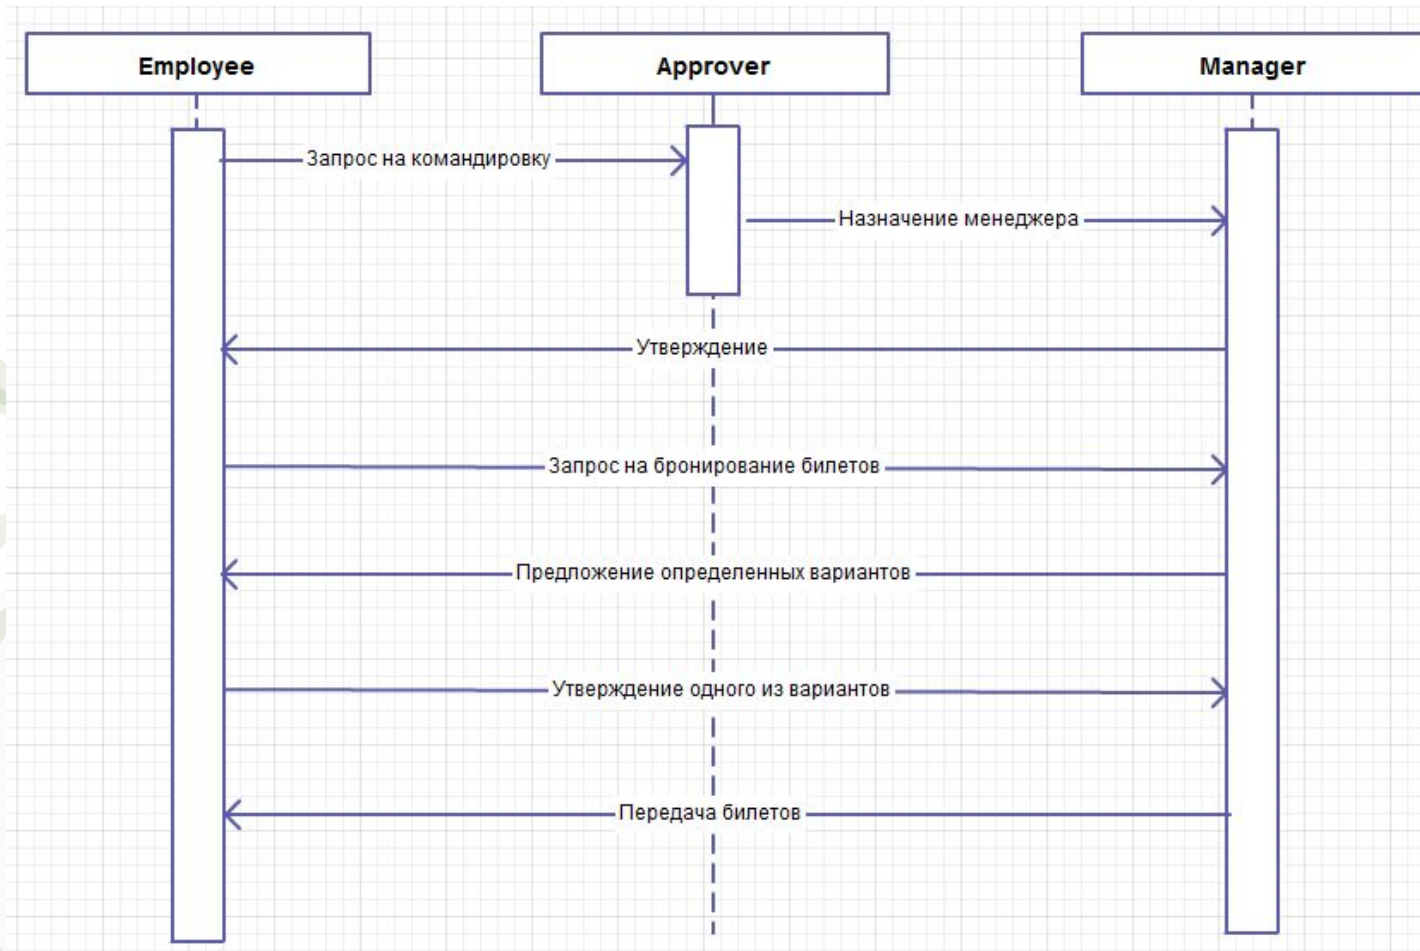 Employee
Approver
Manager
Запрос на командировку
Назначение менеджера
Утверждение
Запрос на бронирование билетов
Предложение определенных вариантов
Утверждение одного из вариантов
Передача билетов